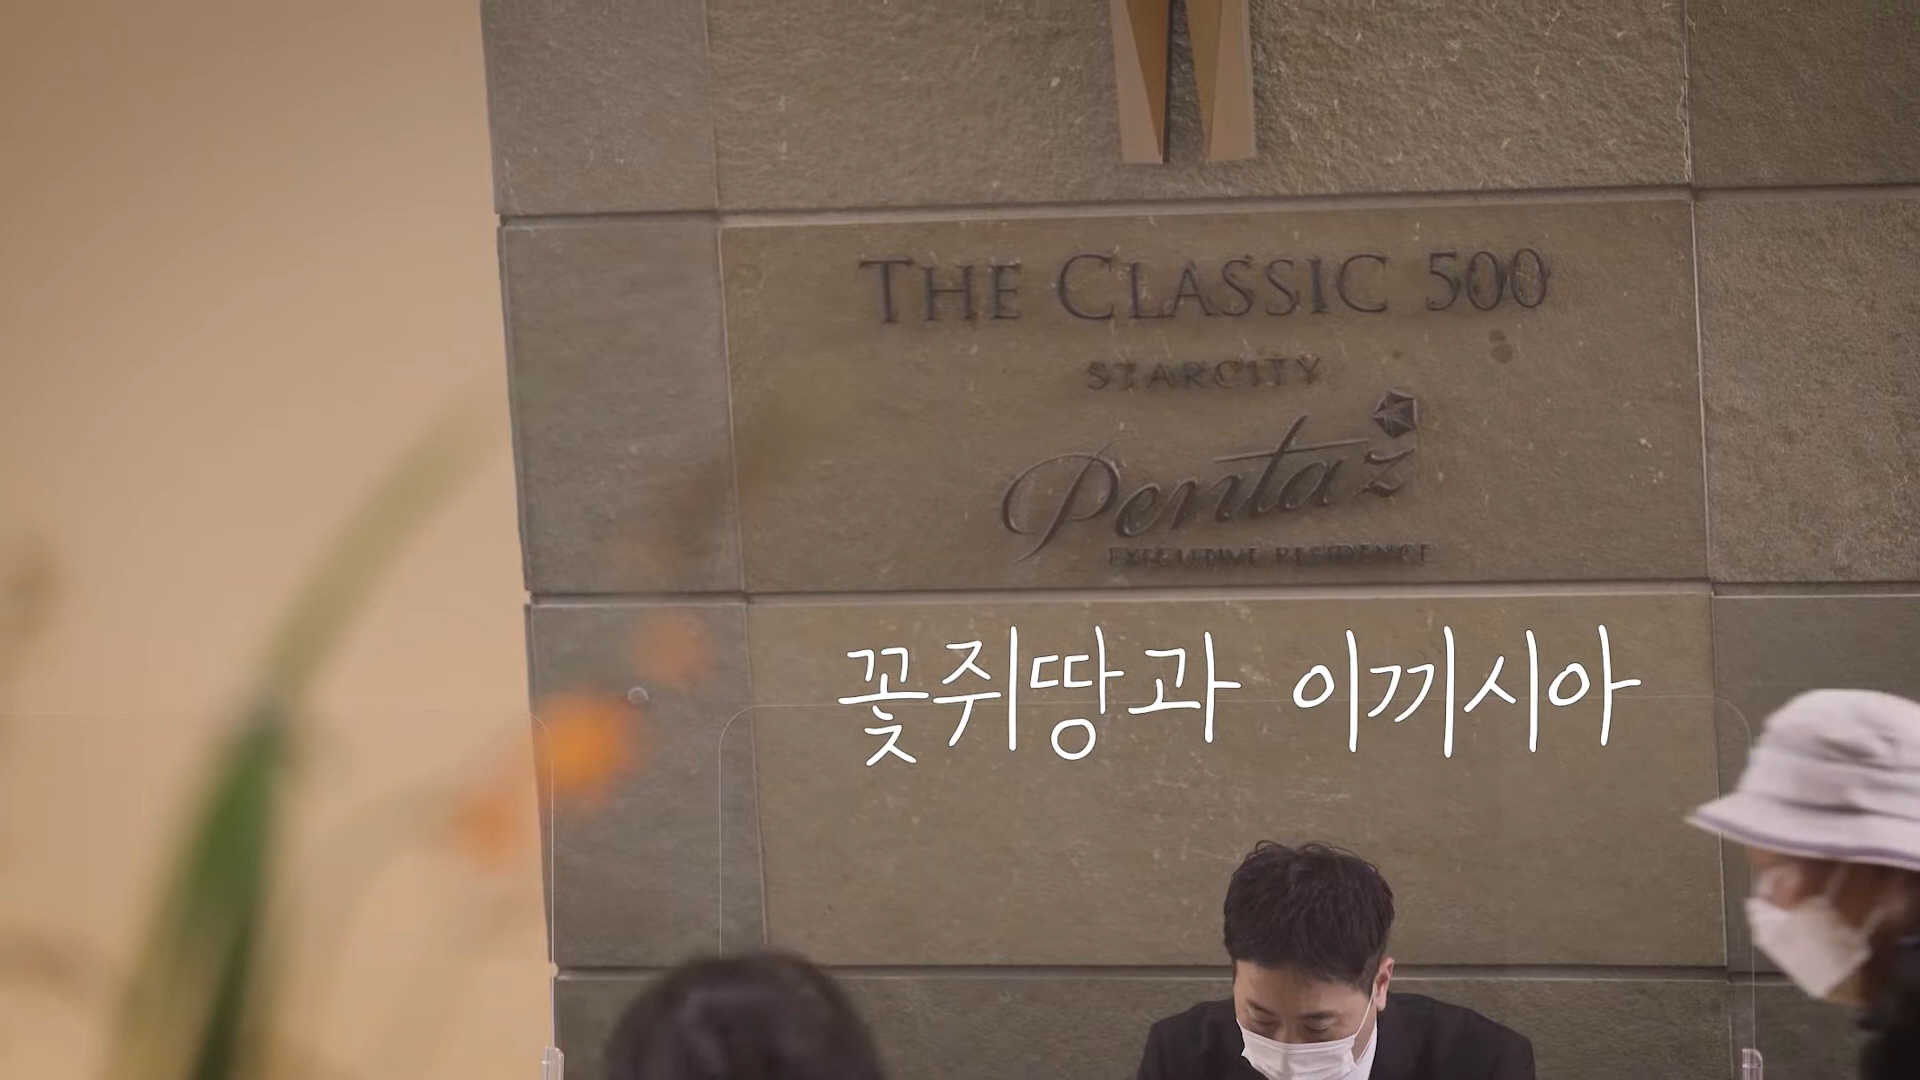 THE CLASSIC 500
STARCITY
Pentaz
EXECUTIVE RESIDENCE
꽃쥐땅과 이끼시아